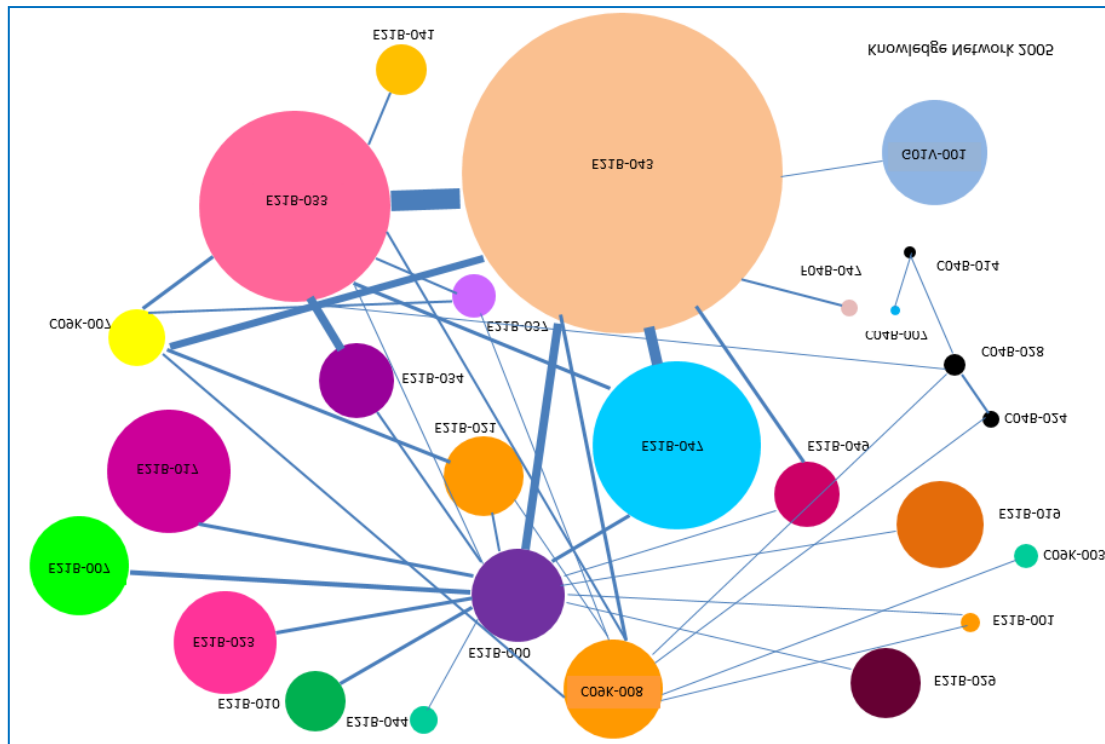 E21B-041
Knowledge Network 2005
E21B-043
G01V-001
E21B-033
C04B-014
F04B-047
C09K-007
E21B-037
C04B-007
C04B-028
E21B-034
C04B-024
E21B-021
E21B-017
E21B-047
E21B-049
E21B-019
C09K-003
E21B-007
E21B-001
E21B-023
E21B-000
E21B-029
C09K-008
E21B-010
E21B-044